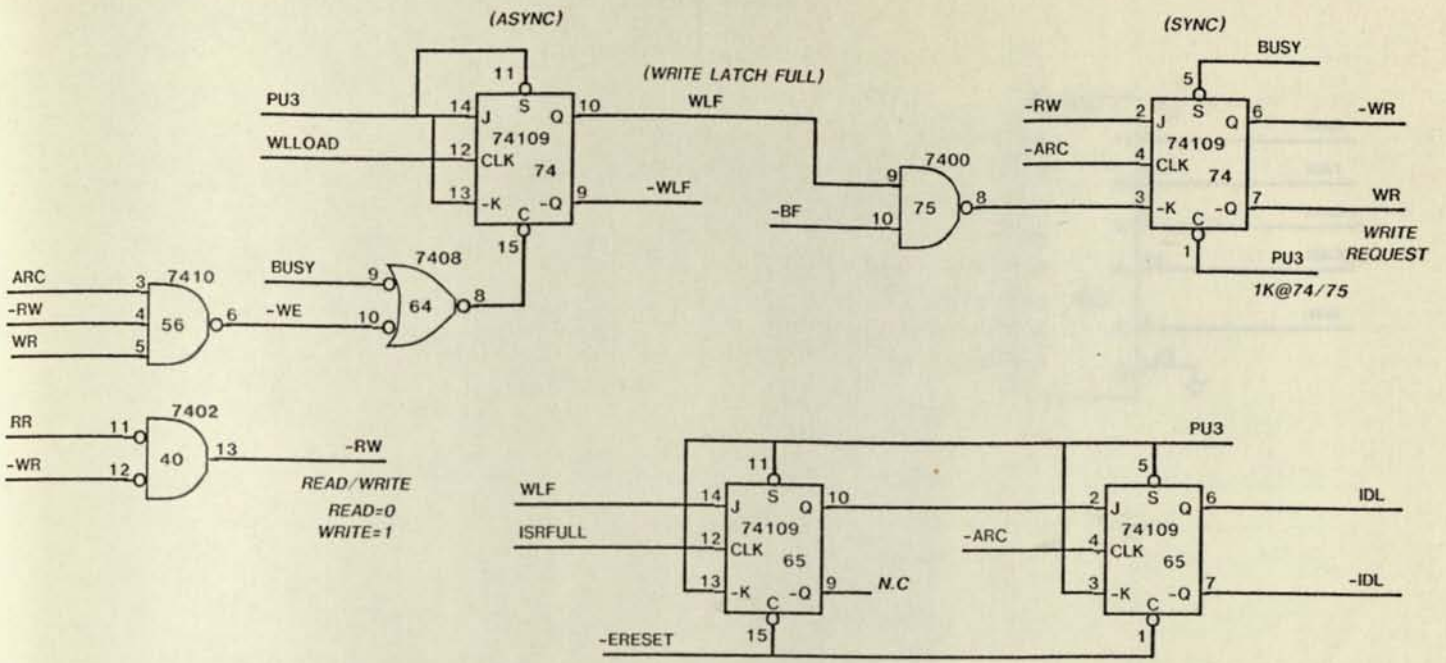 (ASYNC)
11
S
PU3
14
J
Q
10
74109
WLLOAD
12
CLK
74
13
-K
-Q
9
-WLF
C
15
(WRITE LATCH FULL)
WLF
7400
9
75
8
-BF
10
(SYNC)
BUSY
5
S
-RW
2
J
Q
6
-WR
74109
-ARC
4
CLK
74
3
-K
-Q
7
WR
C
WRITE
REQUEST
1
PU3
1K@74/75
7410
ARC
3
-RW
4
56
6
-WE
WR
5
7408
BUSY
9
64
8
10
7402
RR
11
40
13
-RW
-WR
12
READ/WRITE
READ=0
WRITE=1
PU3
11
S
WLF
14
J
Q
10
74109
ISRFULL
12
CLK
65
13
-K
-Q
9
N.C
C
15
-ERESET
5
S
2
J
Q
6
IDL
74109
-ARC
4
CLK
65
3
-K
-Q
7
-IDL
C
1